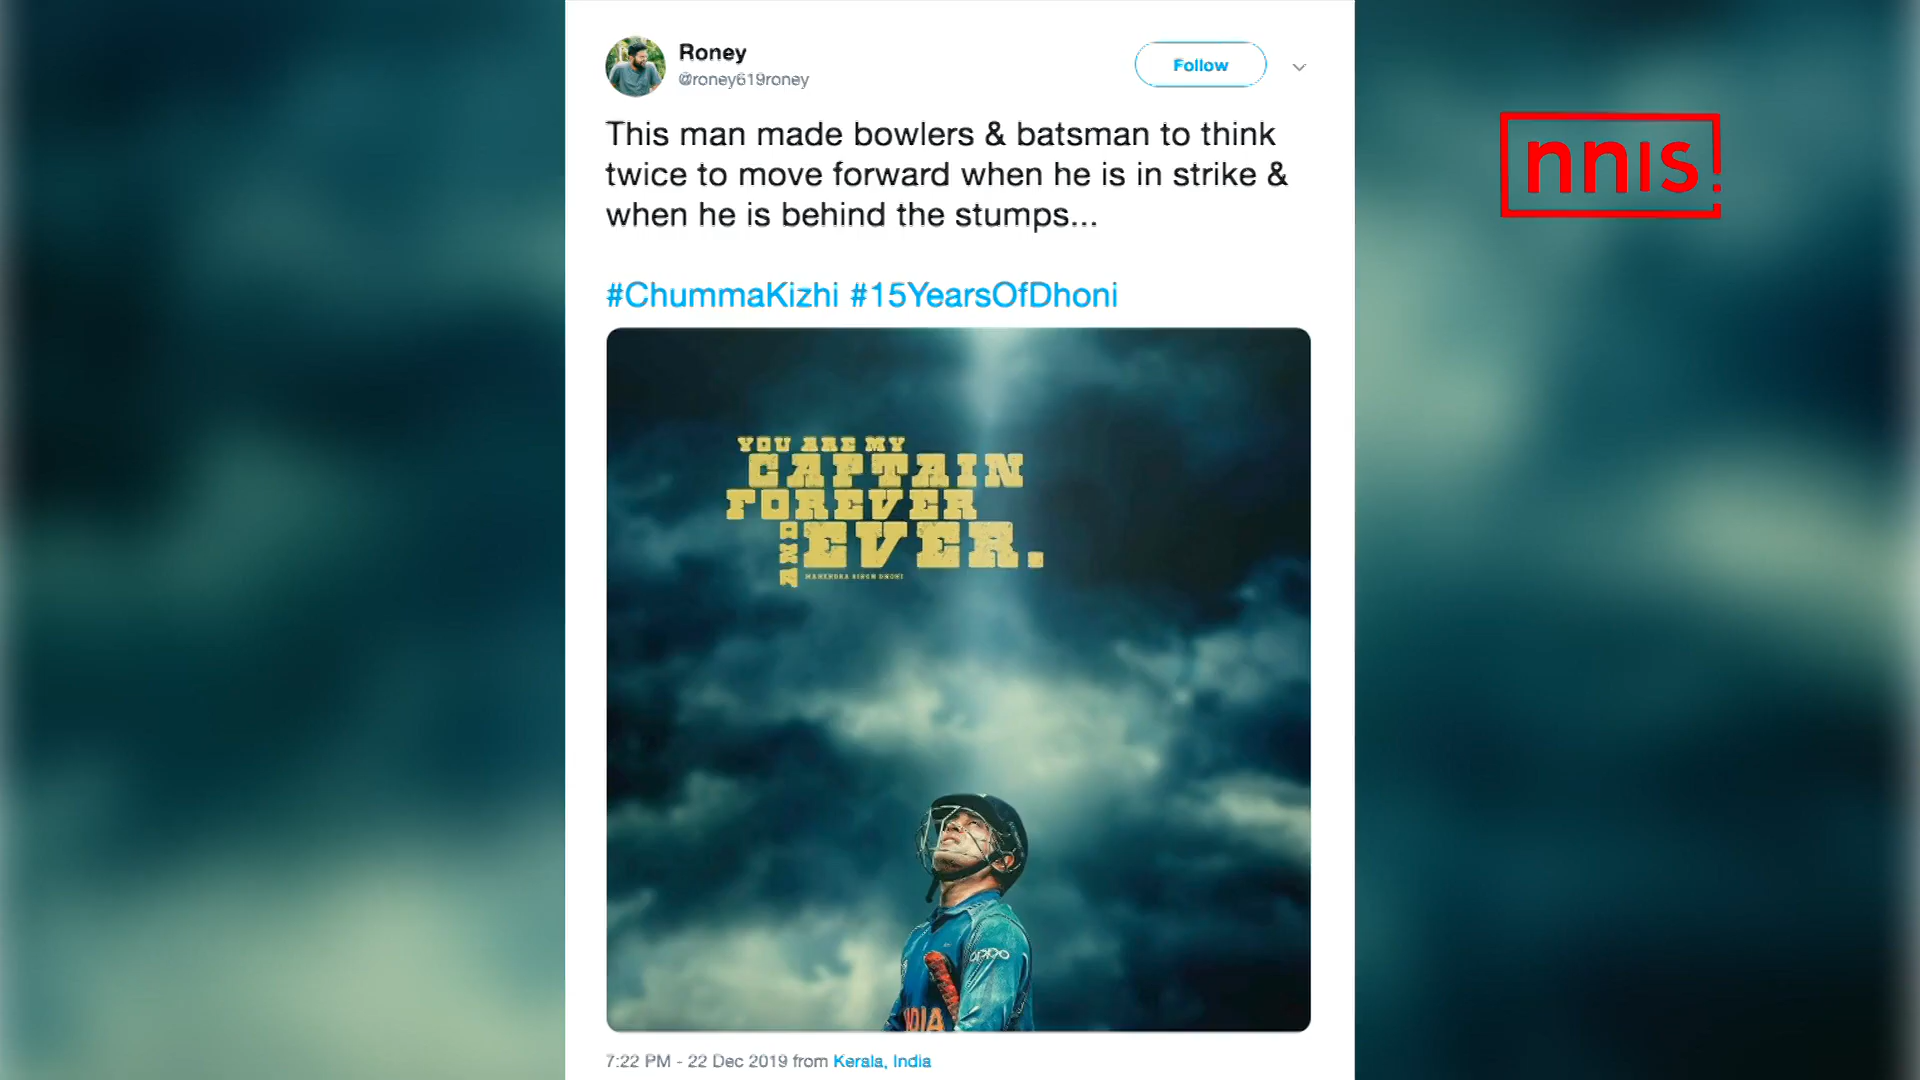 Roney
@roney619roney
Follow
This man made bowlers & batsman to think
twice to move forward when he is in strike &
when he is behind the stumps...
#ChummaKizhi #15YearsOfDhoni
YOU ARE MY
CAPTAIN
FOREVER
AND EVER.
MAHENDRA SINGH DHONI
OPPO
7:22 PM - 22 Dec 2019 from Kerala, India
nnis!